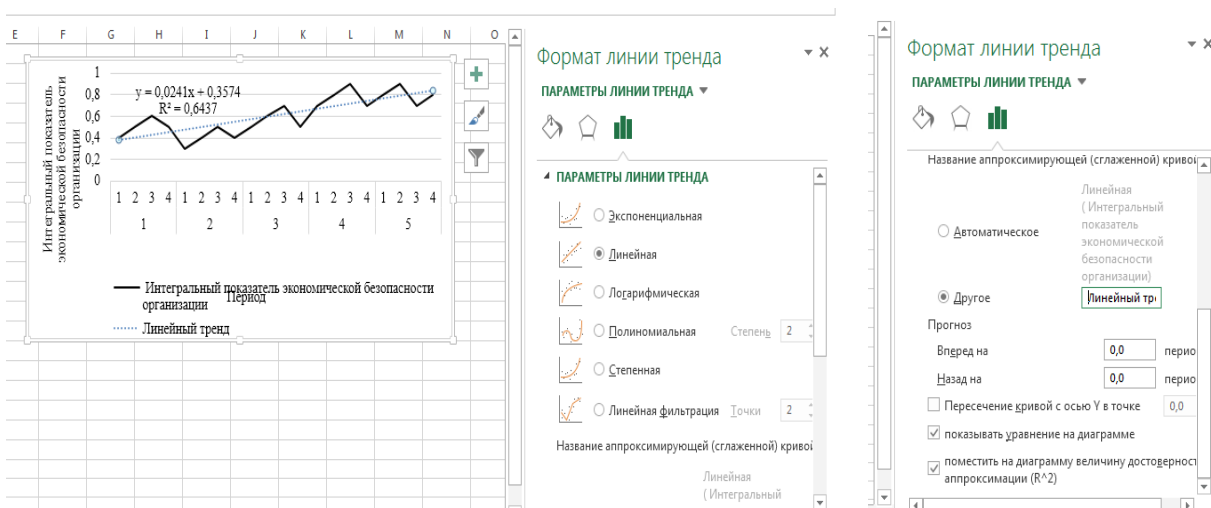 E F G H I J K L M N O
Интегральный показатель
экономической безопасности
организации
1
0,8
0,6
0,4
0,2
0
y = 0,0241x + 0,3574
R² = 0,6437
1 2 3 4 1 2 3 4 1 2 3 4 1 2 3 4 1 2 3 4
1 2 3 4 5
Период
Интегральный показатель экономической безопасности
организации
Линейный тренд
Формат линии тренда
ПАРАМЕТРЫ ЛИНИИ ТРЕНДА
ПАРАМЕТРЫ ЛИНИИ ТРЕНДА
Экспоненциальная
Линейная
Логарифмическая
Полиномиальная Степень 2
Степенная
Линейная фильтрация Точки 2
Название аппроксимирующей (сглаженной) кривой
Линейная
( Интегральный
Формат линии тренда
ПАРАМЕТРЫ ЛИНИИ ТРЕНДА
Название аппроксимирующей (сглаженной) кривой
Автоматическое
Линейная
( Интегральный
показатель
экономической
безопасности
организации)
Другое Линейный тр
Прогноз
Вперед на 0,0 перио
Назад на 0,0 перио
Пересечение кривой с осью Y в точке 0,0
показывать уравнение на диаграмме
поместить на диаграмму величину достоверност
аппроксимации (R^2)